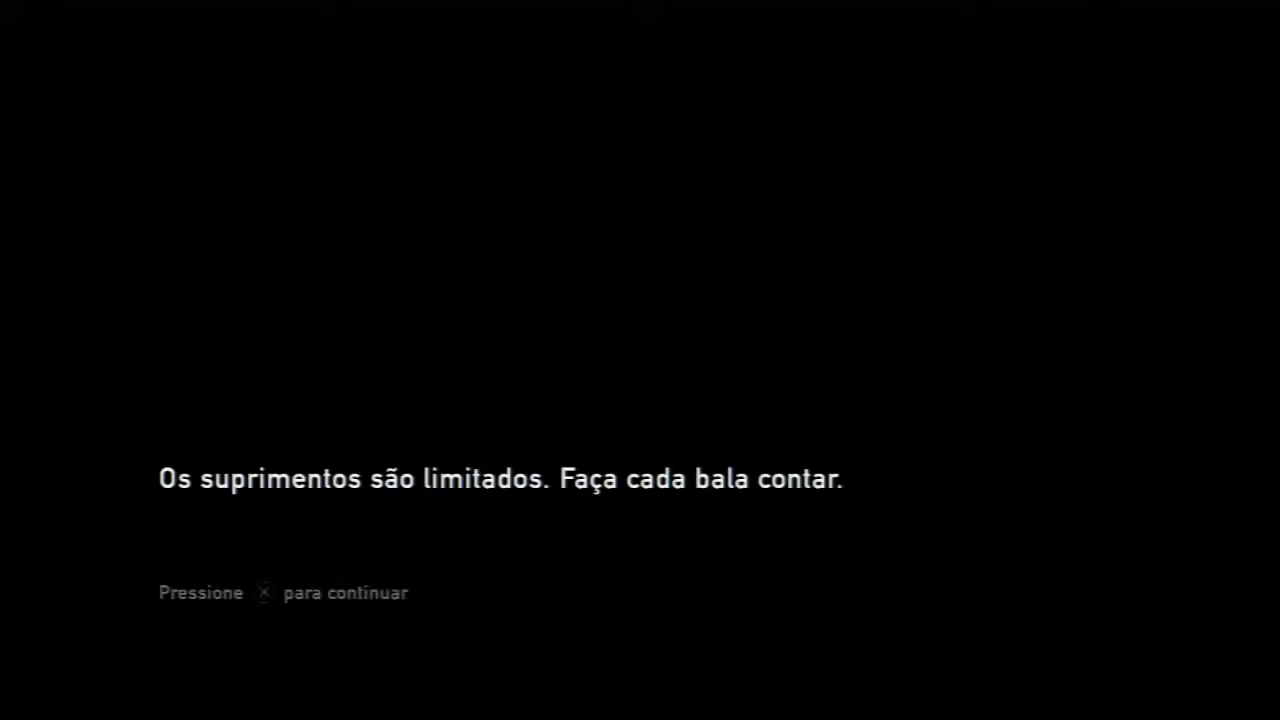 Os suprimentos são limitados. Faça cada bala contar.
Pressione ⓧ para continuar